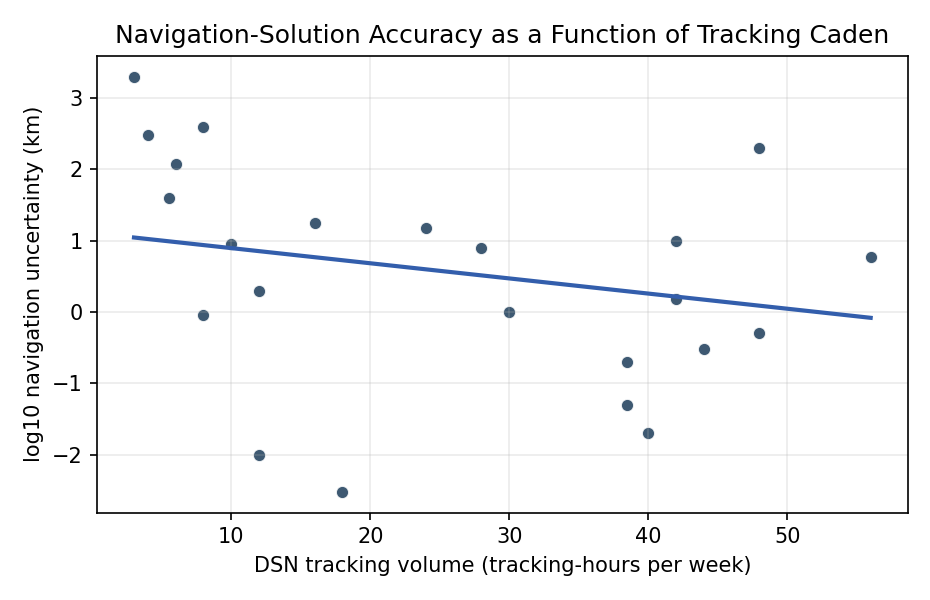 Navigation-Solution Accuracy as a Function of Tracking Caden
log10 navigation uncertainty (km)
3
2
1
0
−1
−2
10 20 30 40 50
DSN tracking volume (tracking-hours per week)